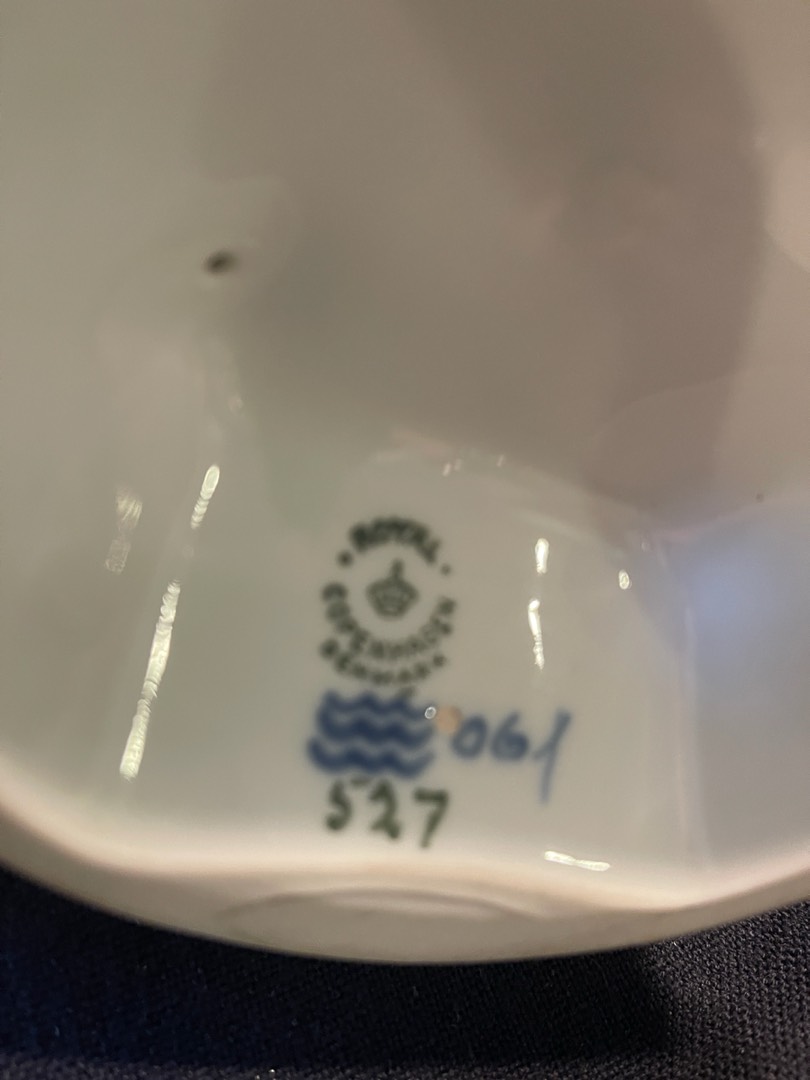 ROYAL
COPENHAGEN
DENMARK
061
527